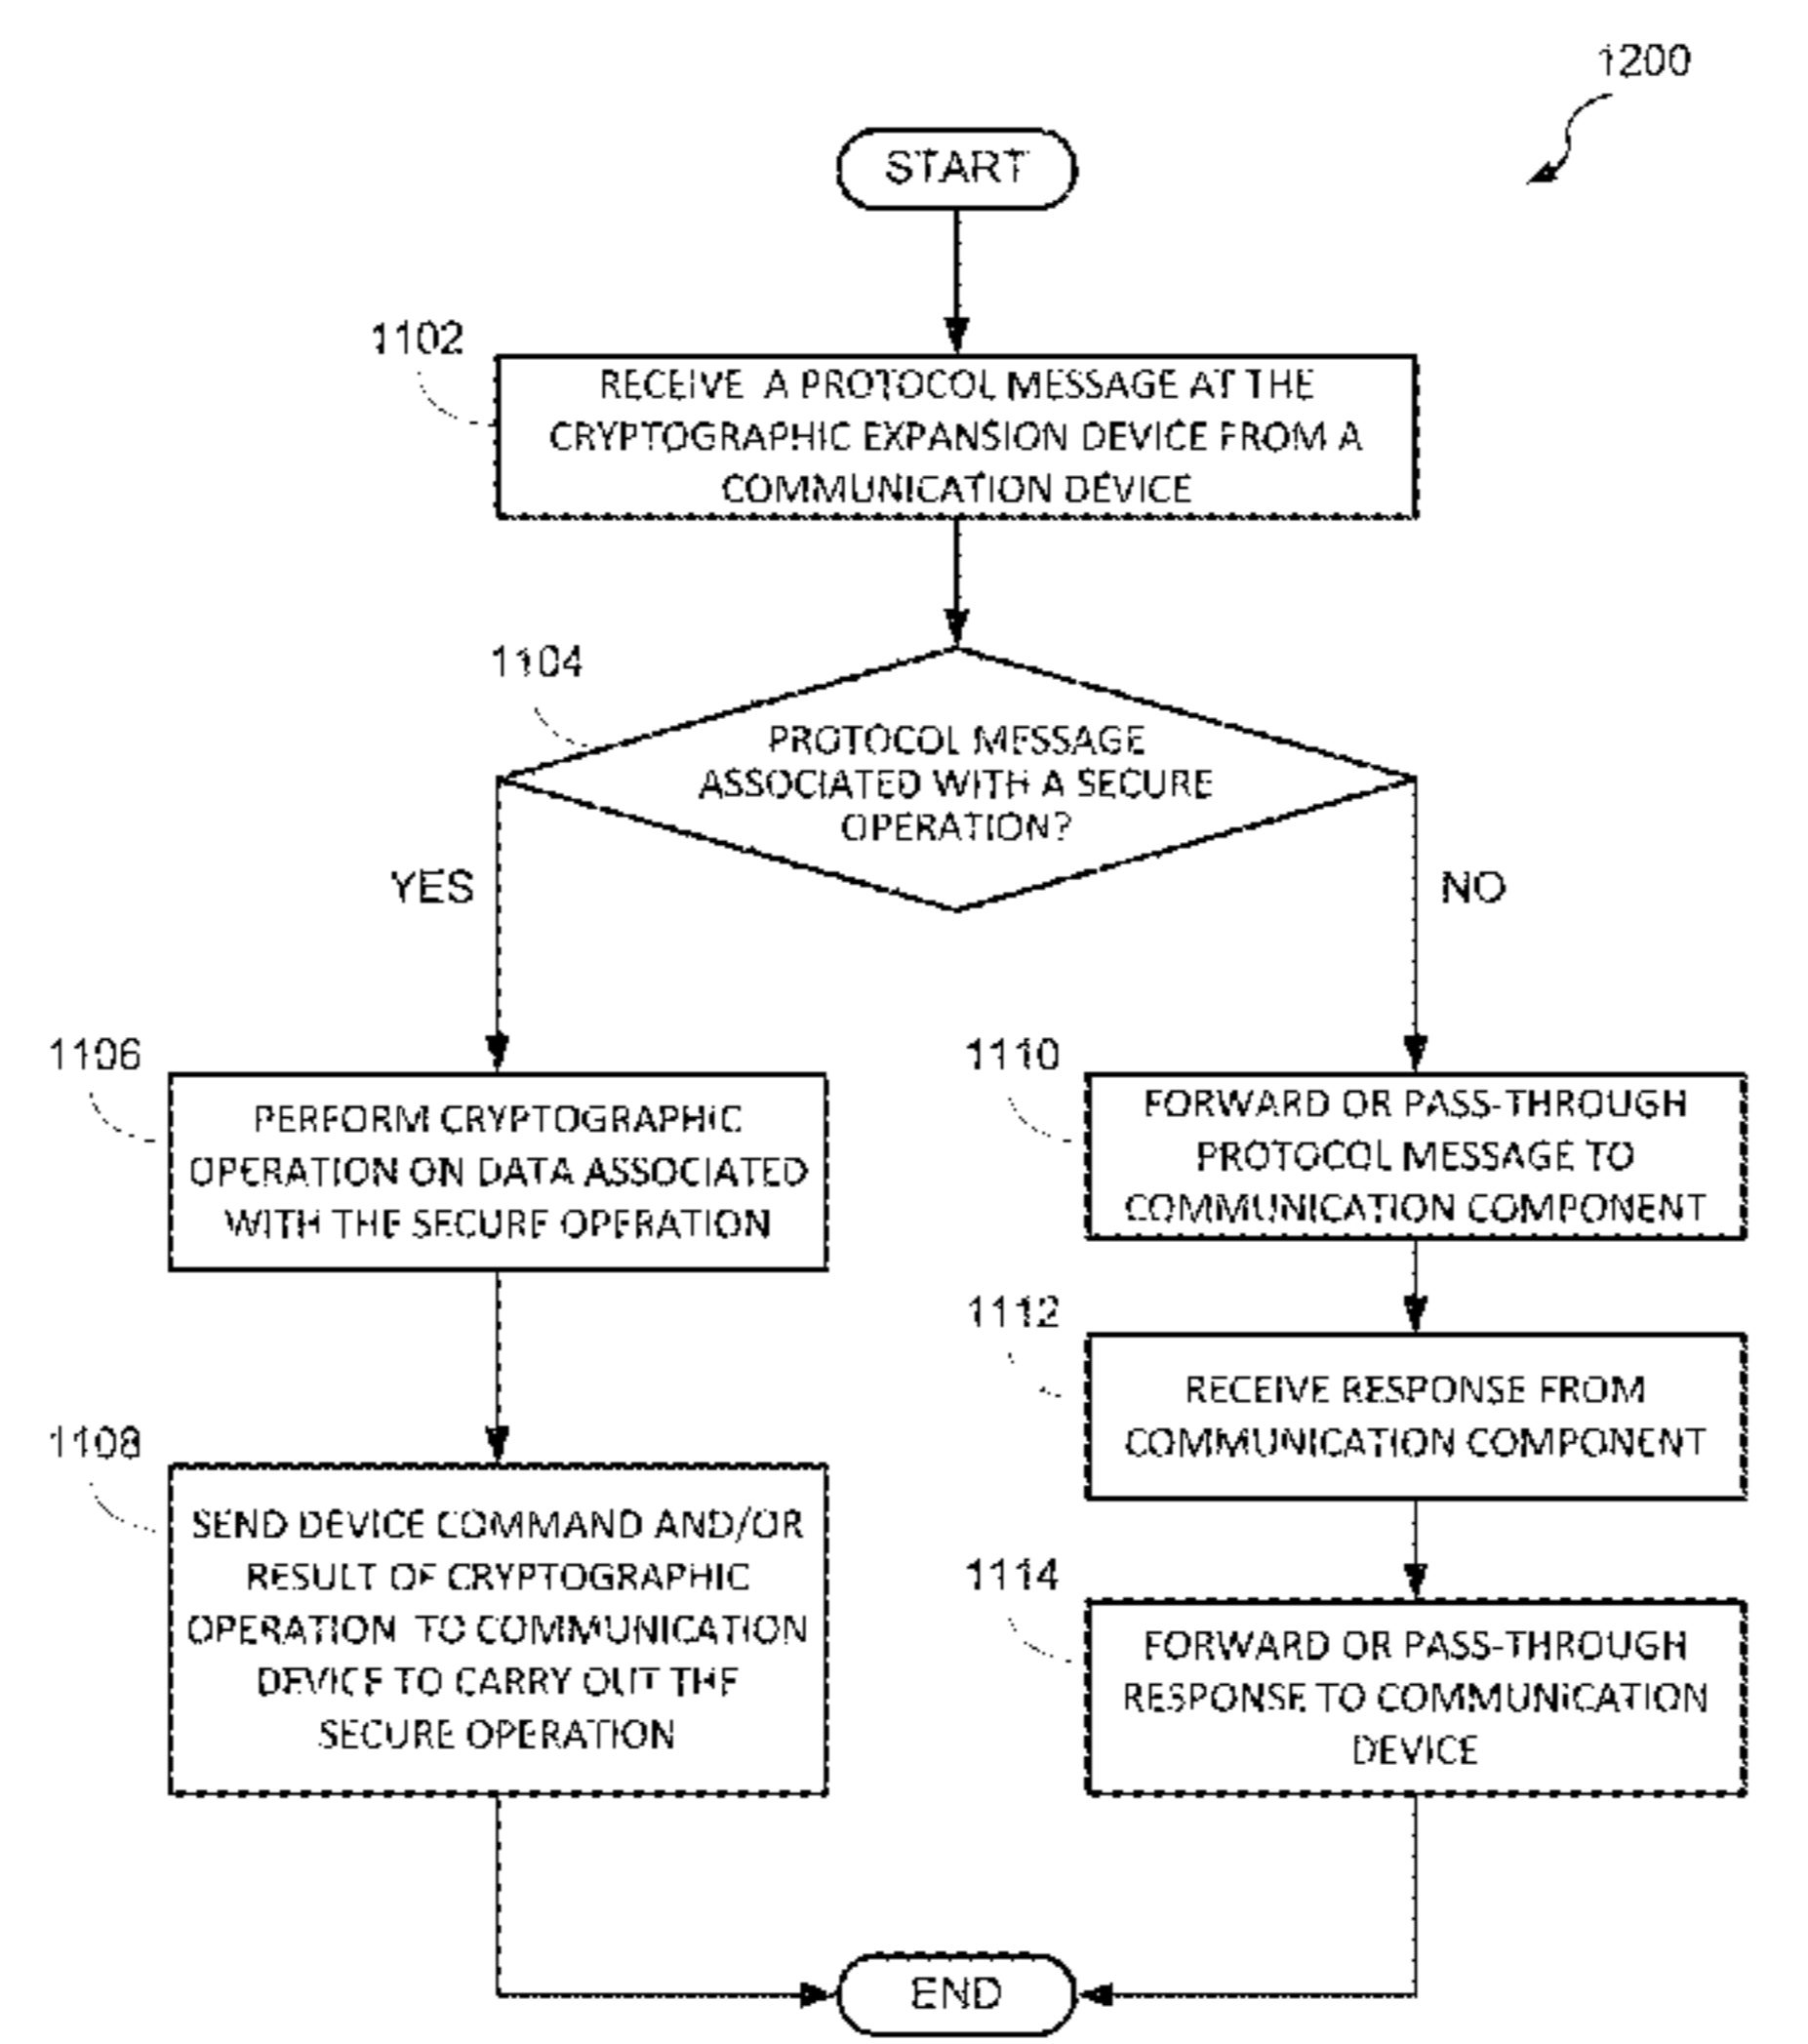 1200
START
1102
RECEIVE A PROTOCOL MESSAGE AT THE
CRYPTOGRAPHIC EXPANSION DEVICE FROM A
COMMUNICATION DEVICE
1104
PROTOCOL MESSAGE
ASSOCIATED WITH A SECURE
OPERATION?
YES
NO
1106
PERFORM CRYPTOGRAPHIC
OPERATION ON DATA ASSOCIATED
WITH THE SECURE OPERATION
1108
SEND DEVICE COMMAND AND/OR
RESULT OF CRYPTOGRAPHIC
OPERATION TO COMMUNICATION
DEVICE TO CARRY OUT THE
SECURE OPERATION
1110
FORWARD OR PASS-THROUGH
PROTOCOL MESSAGE TO
COMMUNICATION COMPONENT
1112
RECEIVE RESPONSE FROM
COMMUNICATION COMPONENT
1114
FORWARD OR PASS-THROUGH
RESPONSE TO COMMUNICATION
DEVICE
END